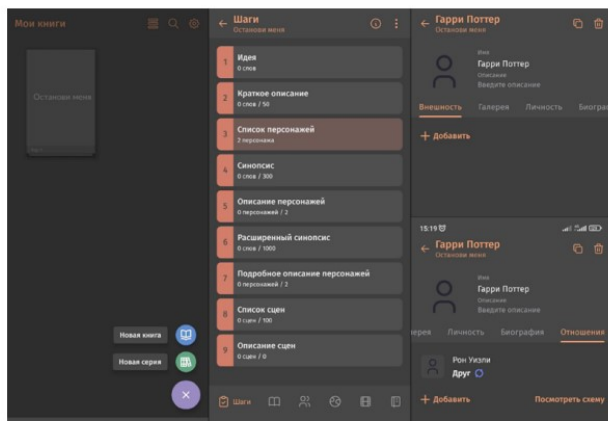 Мои книги
Останови меня
Новая книга
Новая серия
Шаги
Останови меня
1
Идея
0 слов
2
Краткое описание
0 слов / 50
3
Список персонажей
2 персонажи
4
Синопсис
0 слов / 300
5
Описание персонажей
0 персонажей / 2
6
Расширенный синопсис
0 слов / 1000
7
Подробное описание персонажей
0 персонажей / 2
8
Список сцен
0 сцен / 100
9
Описание сцен
0 сцен / 0
Шаги
Гарри Поттер
Останови меня
Имя
Гарри Поттер
Описание
Введите описание
Внешность Галерея Личность Биограф
+ Добавить
15:19
Гарри Поттер
Останови меня
Имя
Гарри Поттер
Описание
Введите описание
ерея Личность Биография Отношения
Рон Уизли
Друг
+ Добавить Посмотреть схему